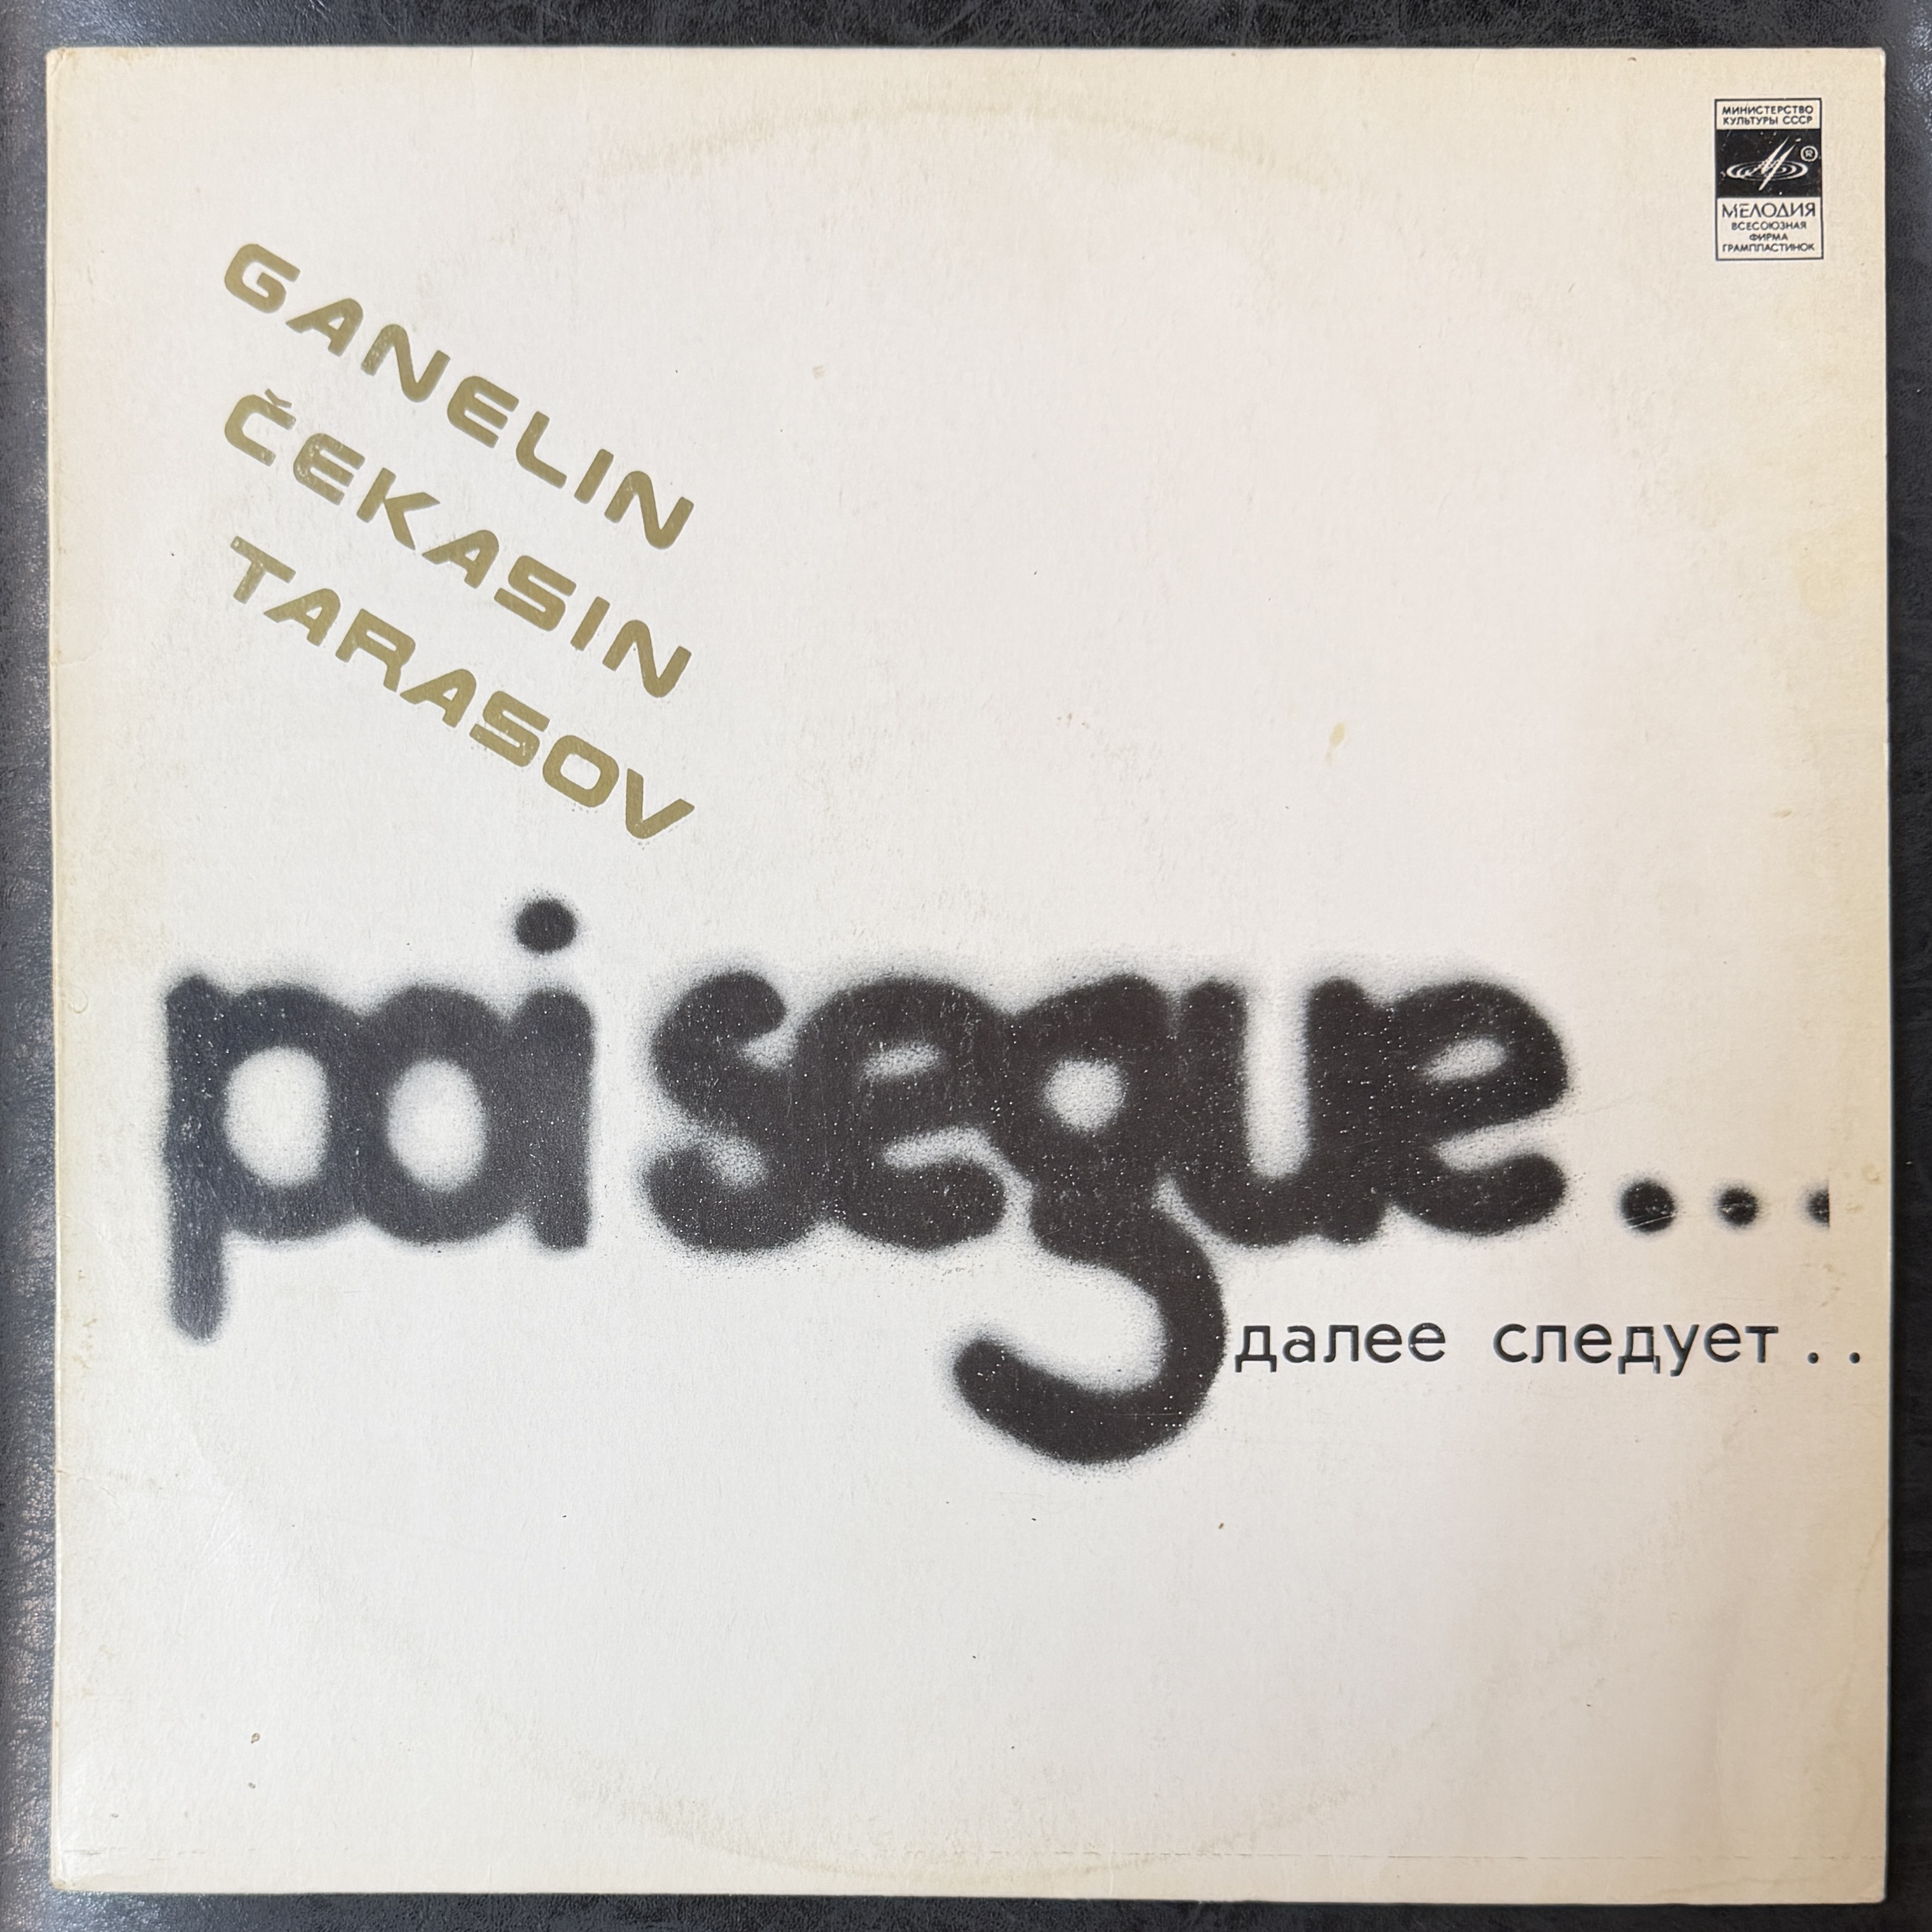 МИНИСТЕРСТВО
КУЛЬТУРЫ СССР
®
МЕЛОДИЯ
ВСЕСОЮЗНАЯ
ФИРМА
ГРАМПЛАСТИНОК
GANELIN
ČEKASIN
TARASOV
poi segue...
далее следует..